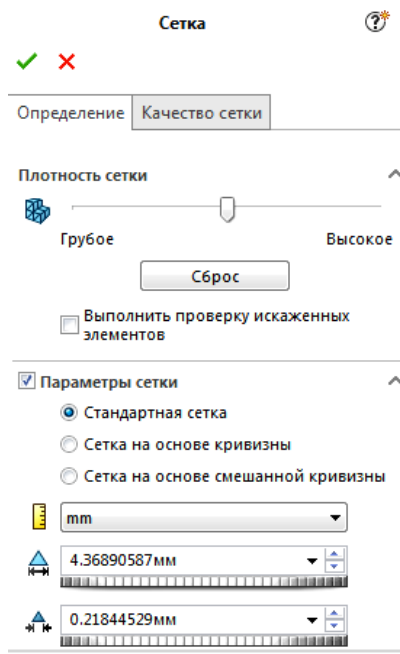 Сетка
Определение Качество сетки
Плотность сетки
Грубое Высокое
Сброс
Выполнить проверку искаженных
элементов
Параметры сетки
Стандартная сетка
Сетка на основе кривизны
Сетка на основе смешанной кривизны
mm
4.36890587мм
0.21844529мм